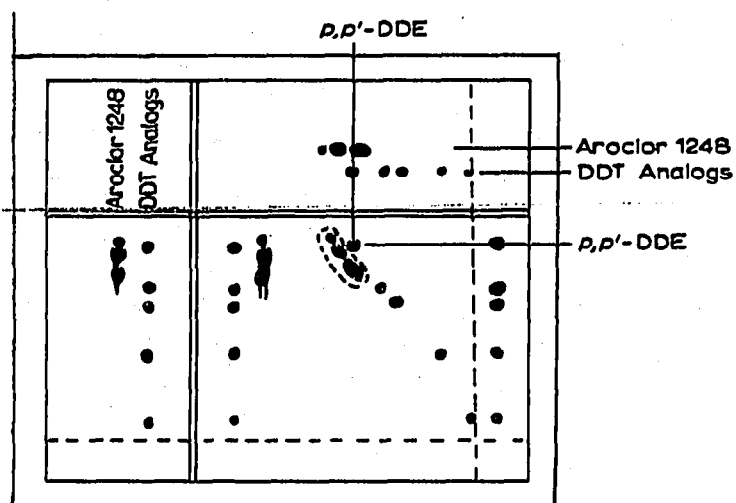 p,p'-DDE
Aroclor 1248
DDT Analogs
Aroclor 1248
DDT Analogs
p,p'-DDE